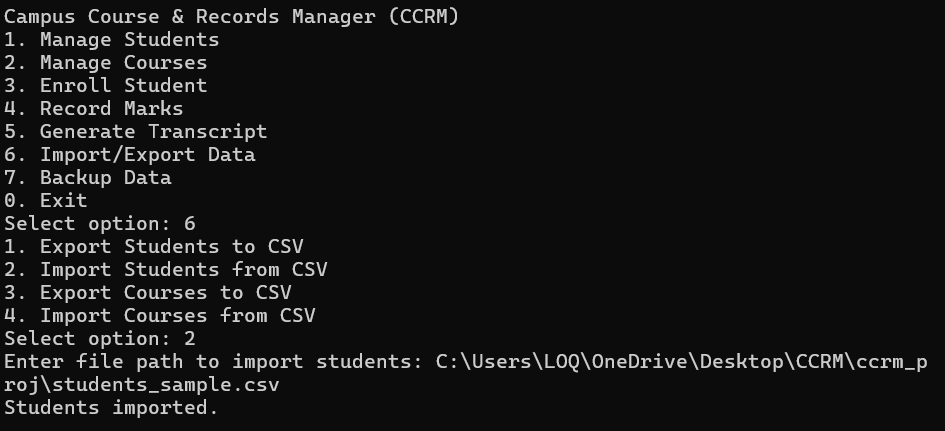 Campus Course & Records Manager (CCRM)
1. Manage Students
2. Manage Courses
3. Enroll Student
4. Record Marks
5. Generate Transcript
6. Import/Export Data
7. Backup Data
0. Exit
Select option: 6
1. Export Students to CSV
2. Import Students from CSV
3. Export Courses to CSV
4. Import Courses from CSV
Select option: 2
Enter file path to import students: C:\Users\LOQ\OneDrive\Desktop\CCRM\ccrm_p
roj\students_sample.csv
Students imported.